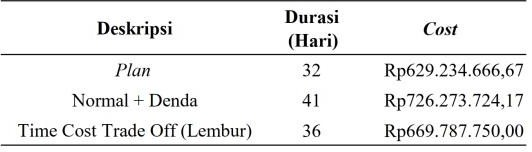 Deskripsi Durasi (Hari) Cost
Plan 32 Rp629.234.666,67
Normal + Denda 41 Rp726.273.724,17
Time Cost Trade Off (Lembur) 36 Rp669.787.750,00